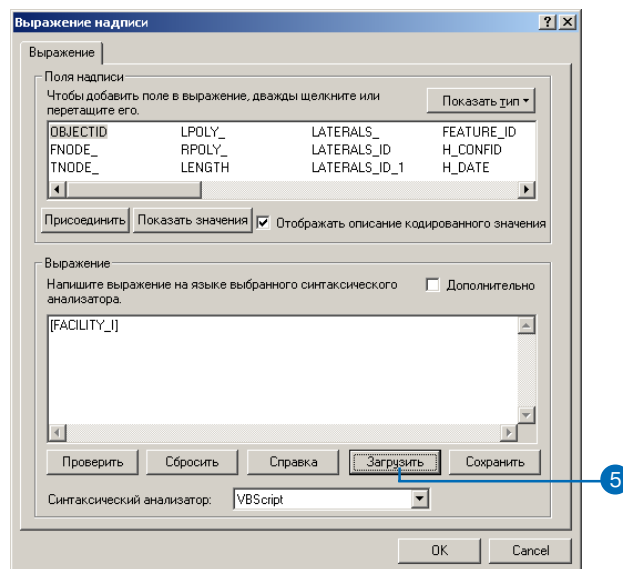 Выражение надписи
Выражение
Поля надписи
Чтобы добавить поле в выражение, дважды щелкните или
перетащите его.
Показать тип
OBJECTID LPOLY_ LATERALS_ FEATURE_ID
FNODE_ RPOLY_ LATERALS_ID H_CONFID
TNODE_ LENGTH LATERALS_ID_1 H_DATE
Присоединить Показать значения Отображать описание кодированного значения
Выражение
Напишите выражение на языке выбранного синтаксического
анализатора.
Дополнительно
[FACILITY_I]
Проверить Сбросить Справка Загрузить Сохранить
5
Синтаксический анализатор: VBScript
OK Cancel